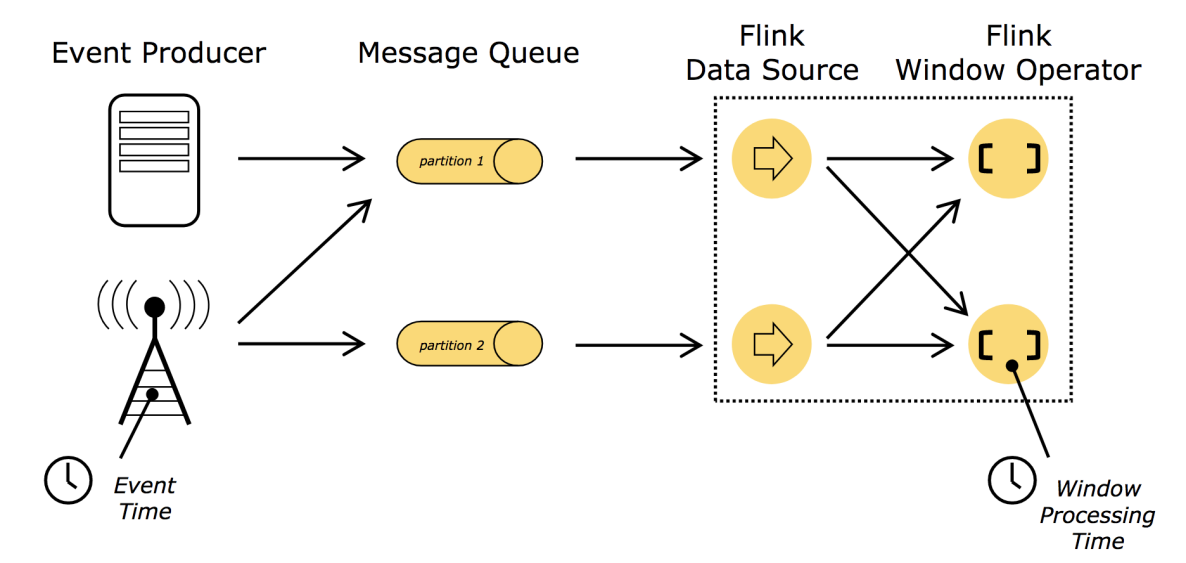 Event Producer
Message Queue
Flink
Data Source
Flink
Window Operator
partition 1
partition 2
Event
Time
Window
Processing
Time